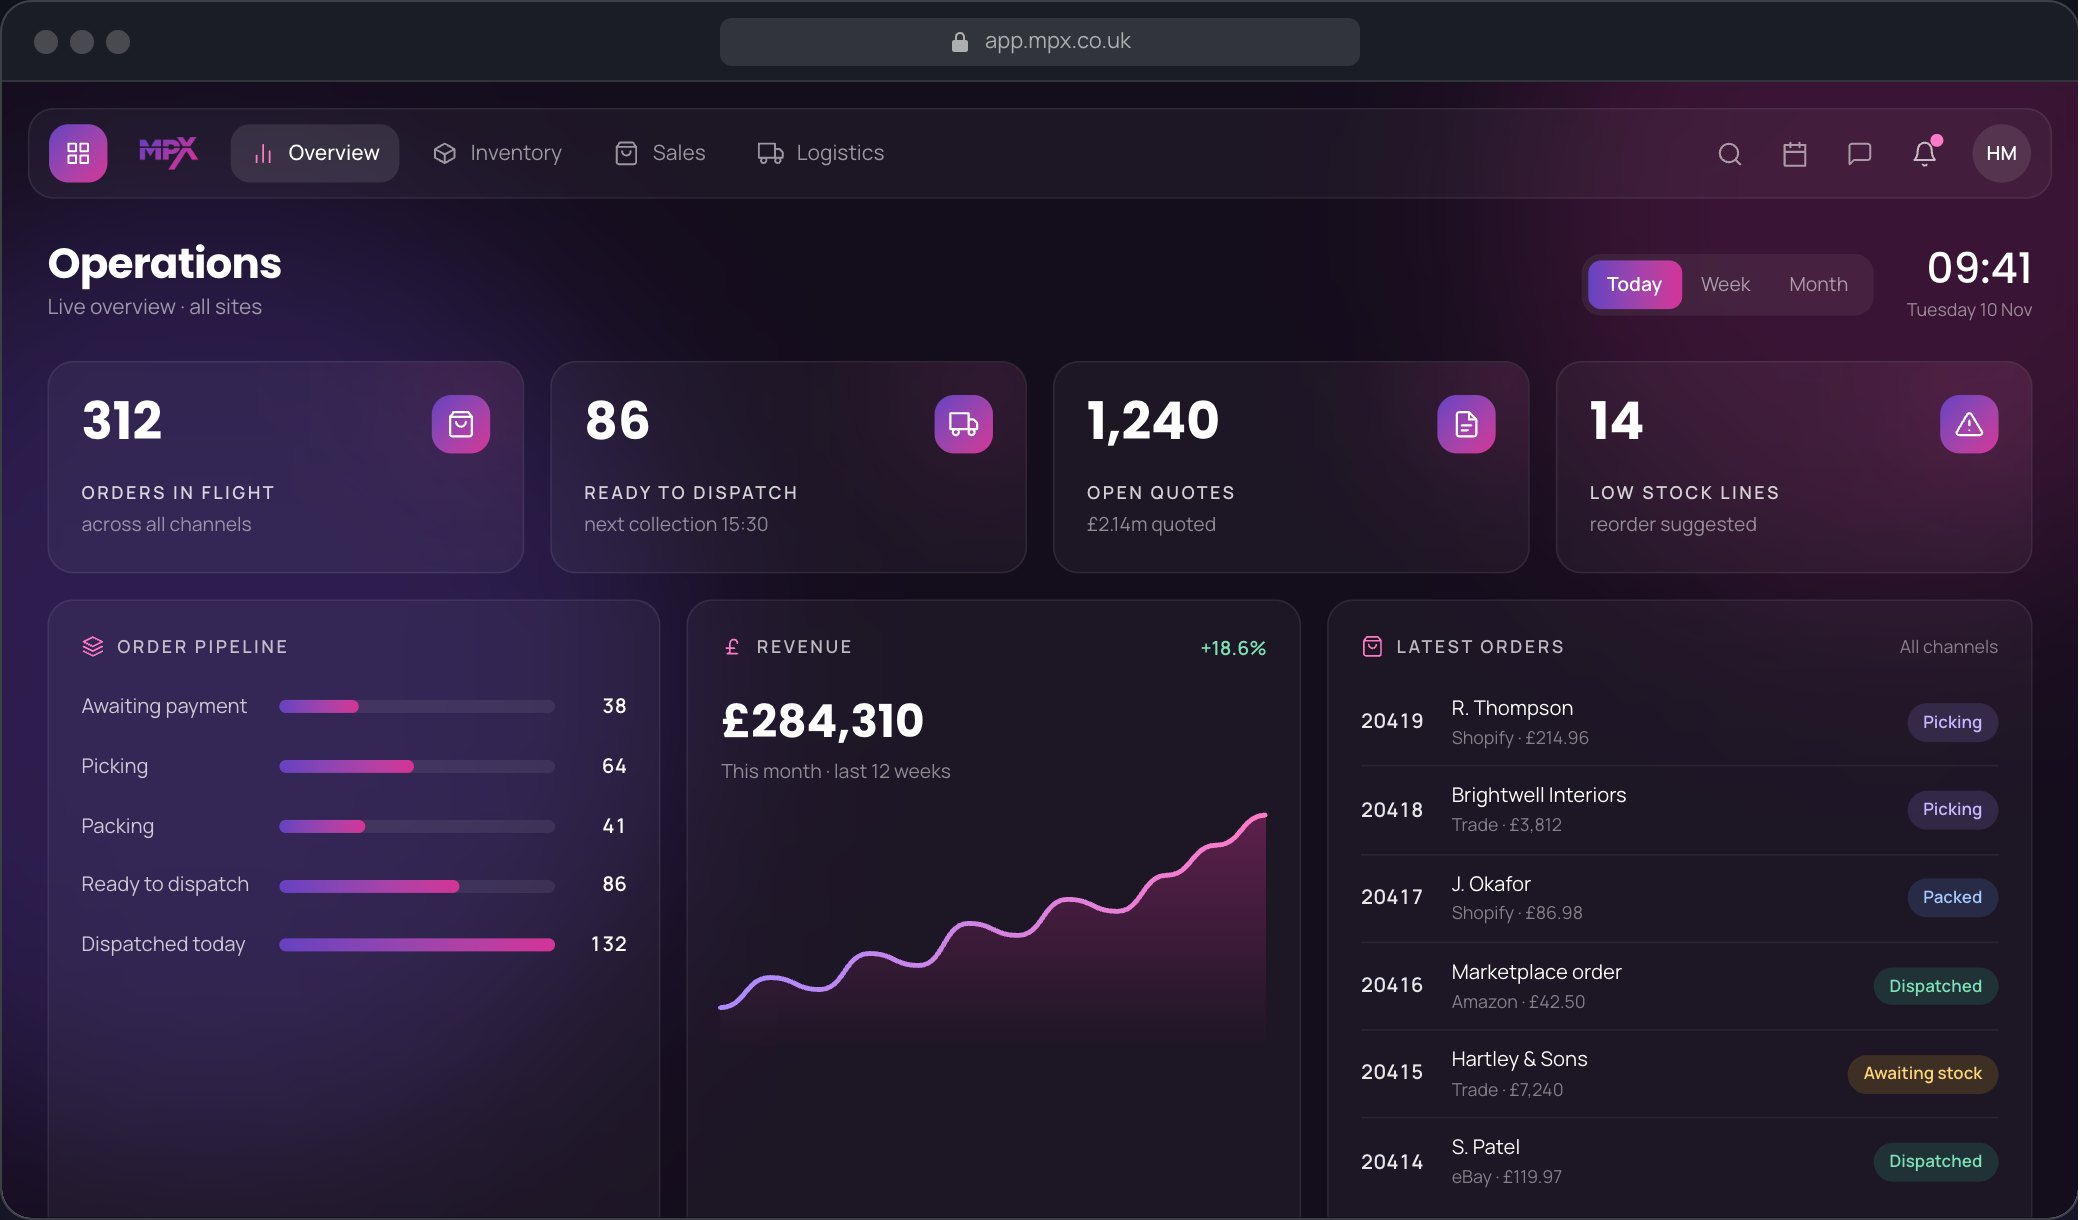 app.mpx.co.uk
MPX
Overview
Inventory
Sales
Logistics
HM
Operations
Live overview · all sites
Today
Week
Month
09:41
Tuesday 10 Nov
312
ORDERS IN FLIGHT
across all channels
86
READY TO DISPATCH
next collection 15:30
1,240
OPEN QUOTES
£2.14m quoted
14
LOW STOCK LINES
reorder suggested
ORDER PIPELINE
Awaiting payment 38
Picking 64
Packing 41
Ready to dispatch 86
Dispatched today 132
£ REVENUE
+18.6%
£284,310
This month · last 12 weeks
LATEST ORDERS
All channels
20419
R. Thompson
Shopify · £214.96
Picking
20418
Brightwell Interiors
Trade · £3,812
Picking
20417
J. Okafor
Shopify · £86.98
Packed
20416
Marketplace order
Amazon · £42.50
Dispatched
20415
Hartley & Sons
Trade · £7,240
Awaiting stock
20414
S. Patel
eBay · £119.97
Dispatched